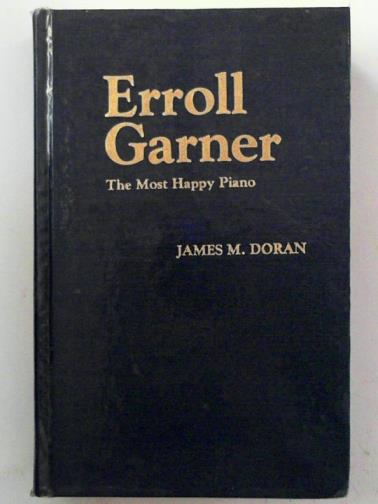 Erroll
Garner
The Most Happy Piano
JAMES M. DORAN